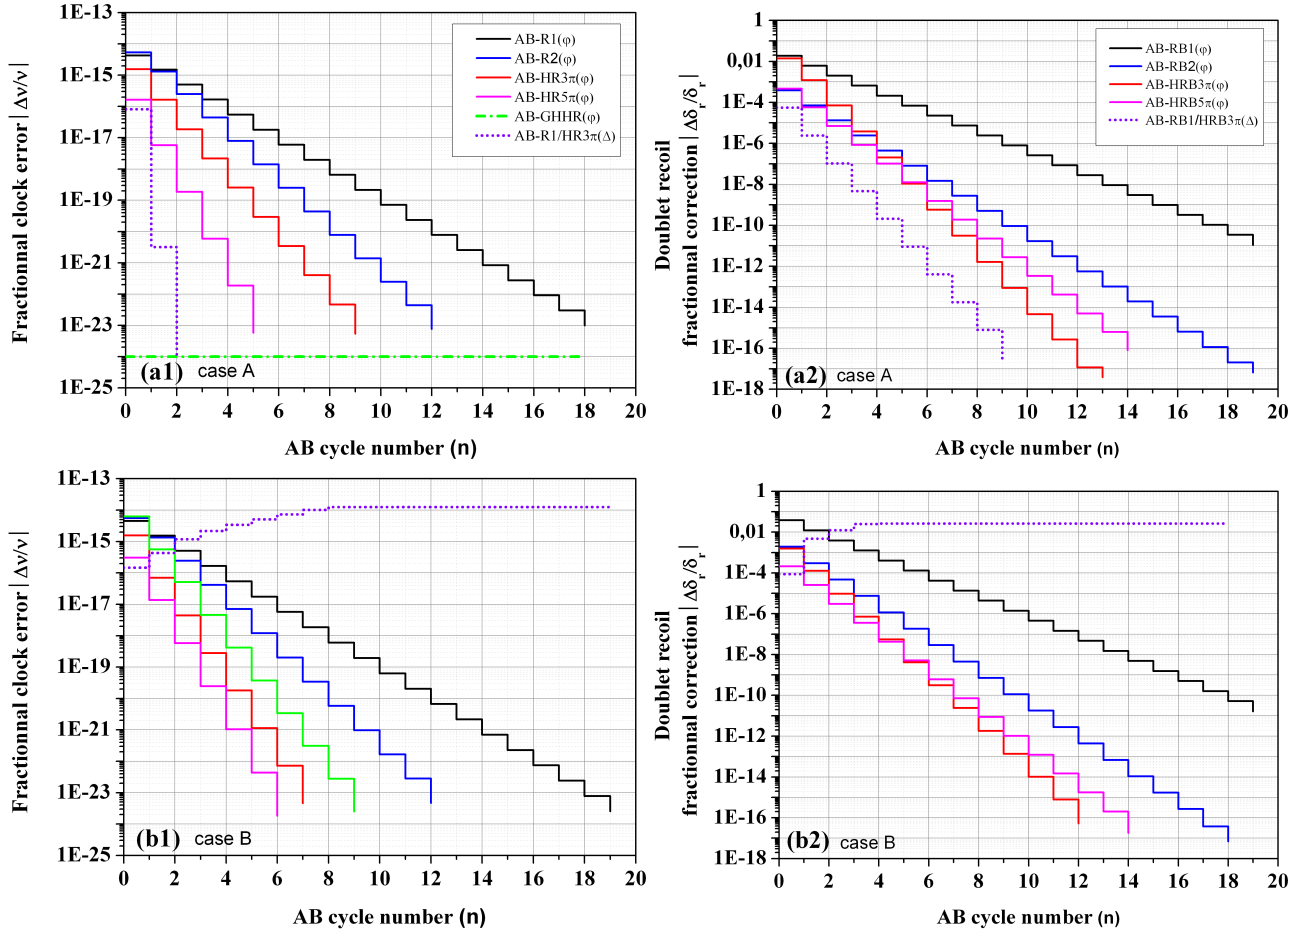 Fractionnal clock error | Δν/ν |
1E-13
1E-15
1E-17
1E-19
1E-21
1E-23
1E-25
AB-R1(φ)
AB-R2(φ)
AB-HR3π(φ)
AB-HR5π(φ)
AB-GHHR(φ)
AB-R1/HR3π(Δ)
(a1) case A
0 2 4 6 8 10 12 14 16 18 20
AB cycle number (n)
Doublet recoil
fractionnal correction | Δδr/δr |
1
0,01
1E-4
1E-6
1E-8
1E-10
1E-12
1E-14
1E-16
1E-18
AB-RB1(φ)
AB-RB2(φ)
AB-HRB3π(φ)
AB-HRB5π(φ)
AB-RB1/HRB3π(Δ)
(a2) case A
0 2 4 6 8 10 12 14 16 18 20
AB cycle number (n)
Fractionnal clock error | Δν/ν |
1E-13
1E-15
1E-17
1E-19
1E-21
1E-23
1E-25
(b1) case B
0 2 4 6 8 10 12 14 16 18 20
AB cycle number (n)
Doublet recoil
fractionnal correction | Δδr/δr |
1
0,01
1E-4
1E-6
1E-8
1E-10
1E-12
1E-14
1E-16
1E-18
(b2) case B
0 2 4 6 8 10 12 14 16 18 20
AB cycle number (n)